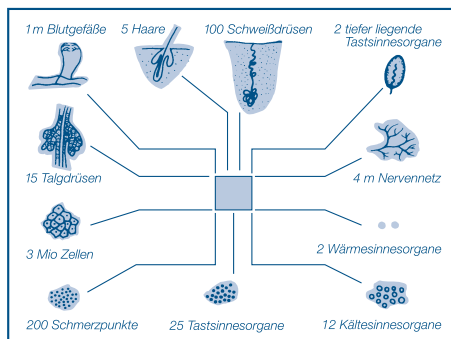 1 m Blutgefäße
5 Haare
100 Schweißdrüsen
2 tiefer liegende
Tastsinnesorgane
15 Talgdrüsen
4 m Nervennetz
3 Mio Zellen
2 Wärmesinnesorgane
200 Schmerzpunkte
25 Tastsinnesorgane
12 Kältesinnesorgane